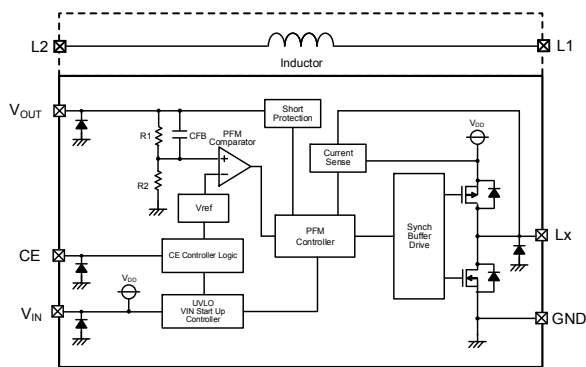 L2
L1
Inductor
VOUT
Short
Protection
R1
CFB
PFM
Comparator
VDD
Current
Sense
+
−
R2
Vref
PFM
Controller
Synch
Buffer
Drive
Lx
CE
CE Controller Logic
VDD
UVLO
VIN Start Up
Controller
VIN
GND